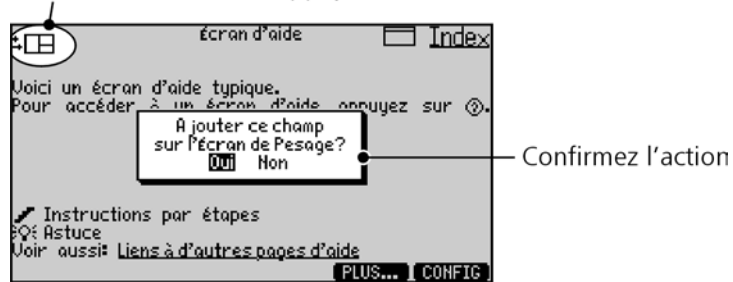 Écran d'aide
Index
Voici un écran d'aide typique.
Pour accéder à un écran d'aide appuyez sur ?.
Ajouter ce champ
sur l'Écran de Pesage?
Oui Non
Confirmez l'action
Instructions par étapes
Astuce
Voir aussi: Liens à d'autres pages d'aide
PLUS... CONFIG